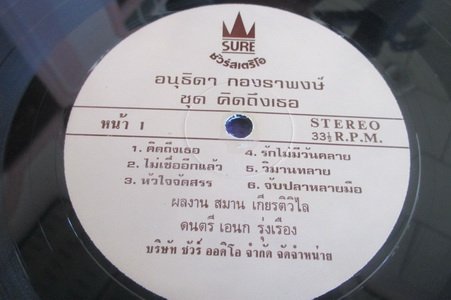 SURE
ชัวร์สเตริโอ
อนุธิดา กองธาพงษ์
ชุด คิดถึงเธอ
หน้า 1
STEREO
33⅓ R.P.M.
1. คิดถึงเธอ
2. ไม่เชื่ออีกแล้ว
3. หัวใจจัดสรร
4. รักไม่มีวันตลาย
5. วิมานทลาย
6. จับปลาหลายมือ
ผลงาน สมาน เกียรติวิไล
ดนตรี เอนก รุ่งเรือง
บริษัท ชัวร์ ออดิโอ จำกัด จัดจำหน่าย